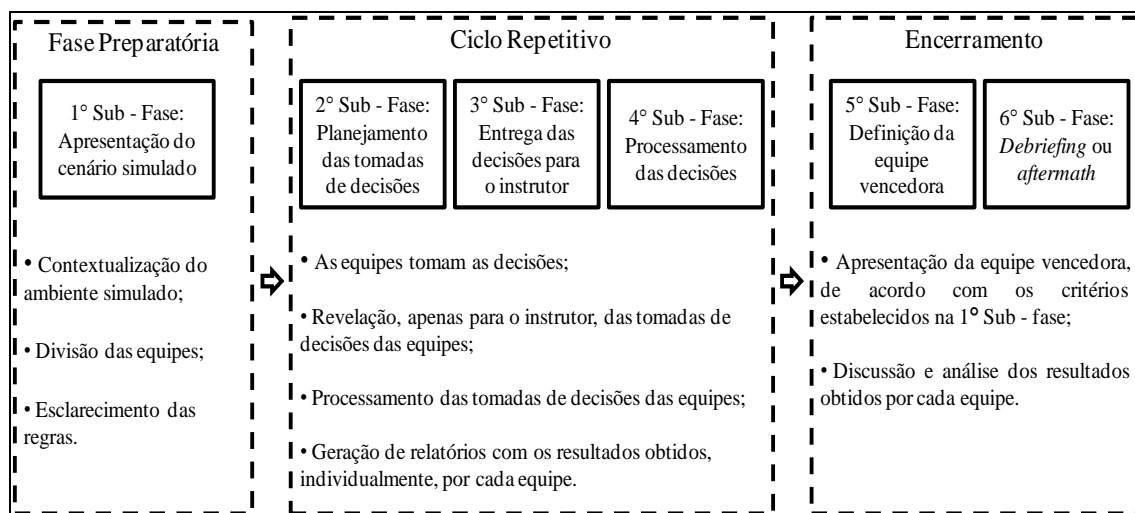 Fase Preparatória
1° Sub - Fase:
Apresentação do
cenário simulado
• Contextualização do
ambiente simulado;
• Divisão das equipes;
• Esclarecimento das
regras.
Ciclo Repetitivo
2° Sub - Fase:
Planejamento
das tomadas
de decisões
3° Sub - Fase:
Entrega das
decisões para
o instrutor
4° Sub - Fase:
Processamento
das decisões
• As equipes tomam as decisões;
• Revelação, apenas para o instrutor, das tomadas de
decisões das equipes;
• Processamento das tomadas de decisões das equipes;
• Geração de relatórios com os resultados obtidos,
individualmente, por cada equipe.
Encerramento
5° Sub - Fase:
Definição da
equipe
vencedora
6° Sub - Fase:
Debriefing ou
aftermath
• Apresentação da equipe vencedora,
de acordo com os critérios
estabelecidos na 1° Sub - fase;
• Discussão e análise dos resultados
obtidos por cada equipe.